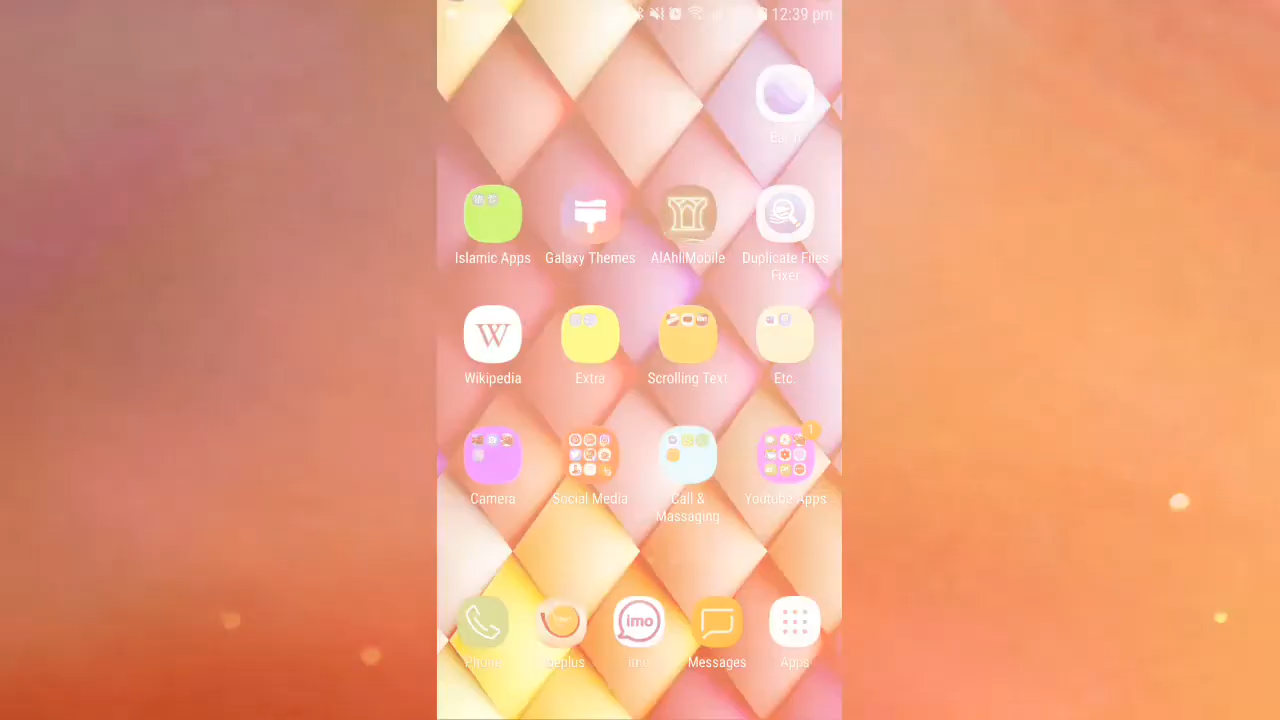 12:39 pm
Islamic Apps
Galaxy Themes
AlAhliMobile
Duplicate Files
Fixer
W
Wikipedia
Extra
Scrolling Text
Etc.
1
Camera
Social Media
Call &
Massaging
Youtube Apps
imo
Phone
imo
Messages
Apps